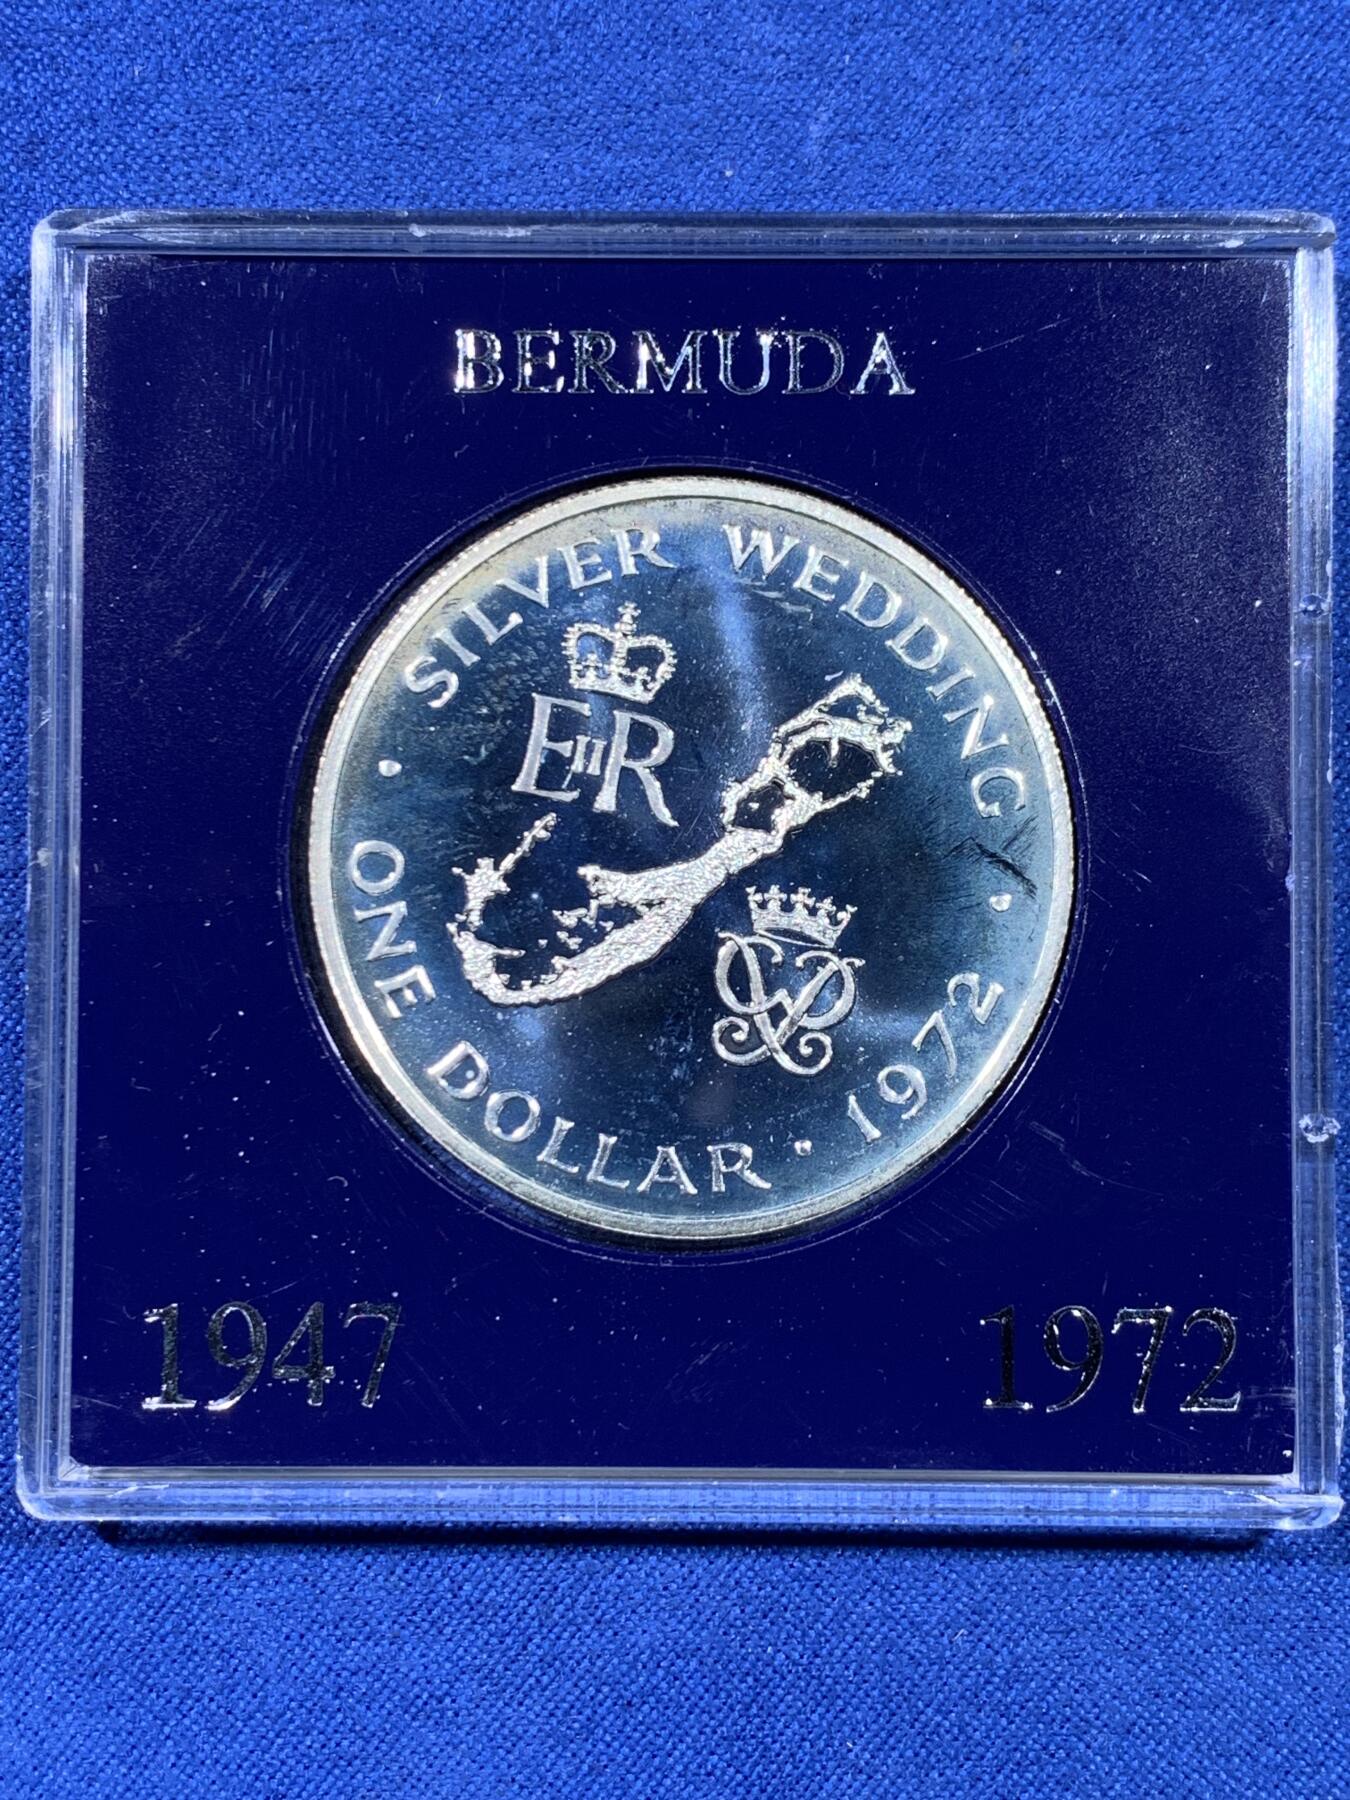 BERMUDA
SILVER WEDDING
EIIR
ONE DOLLAR · 1972
1947 1972